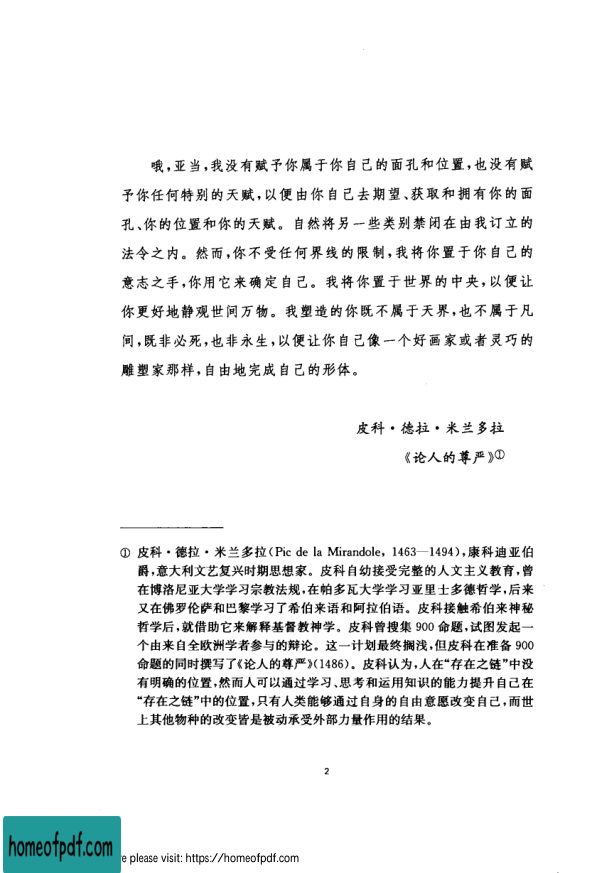 哦,亚当,我没有赋予你属于你自己的面孔和位置,也没有赋
予你任何特别的天赋,以便由你自己去期望、获取和拥有你的面
孔、你的位置和你的天赋。自然将另一些类别禁闭在由我订立的
法令之内。然而,你不受任何界线的限制,我将你置于你自己的
意志之手,你用它来确定自己。我将你置于世界的中央,以便让
你更好地静观世间万物。我塑造的你既不属于天界,也不属于凡
间,既非必死,也非永生,以便让你自己像一个好画家或者灵巧的
雕塑家那样,自由地完成自己的形体。
皮科·德拉·米兰多拉
《论人的尊严》①
① 皮科·德拉·米兰多拉(Pic de la Mirandole, 1463—1494),康科迪亚伯
爵,意大利文艺复兴时期思想家。皮科自幼接受完整的人文主义教育,曾
在博洛尼亚大学学习宗教法规,在帕多瓦大学学习亚里士多德哲学,后来
又在佛罗伦萨和巴黎学习了希伯来语和阿拉伯语。皮科接触希伯来神秘
哲学后,就借助它来解释基督教神学。皮科曾搜集 900 命题,试图发起一
个由来自全欧洲学者参与的辩论。这一计划最终搁浅,但皮科在准备 900
命题的同时撰写了《论人的尊严》(1486)。皮科认为,人在“存在之链”中没
有明确的位置,然而人可以通过学习、思考和运用知识的能力提升自己在
“存在之链”中的位置,只有人类能够通过自身的自由意愿改变自己,而世
上其他物种的改变皆是被动承受外部力量作用的结果。
2
homeofpdf.com
e please visit: https://homeofpdf.com